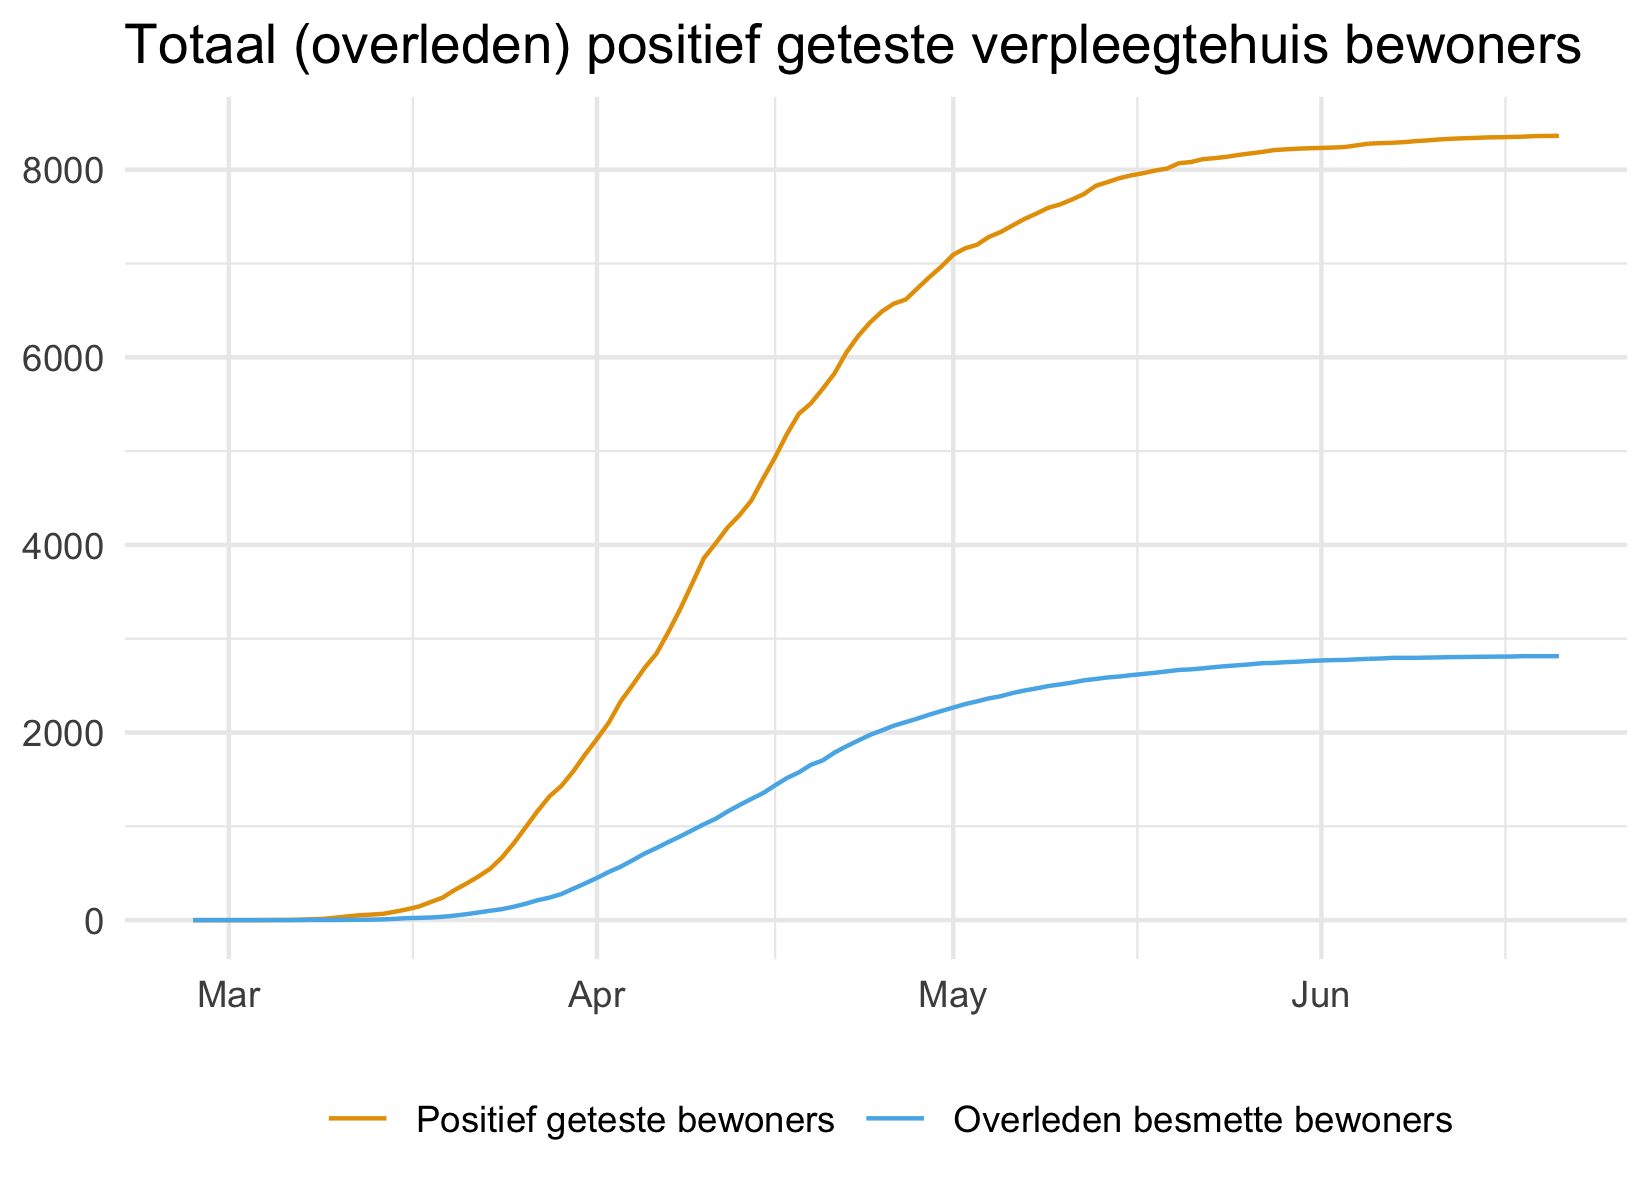 Totaal (overleden) positief geteste verpleegtehuis bewoners
8000
6000
4000
2000
0
Mar Apr May Jun
Positief geteste bewoners Overleden besmette bewoners